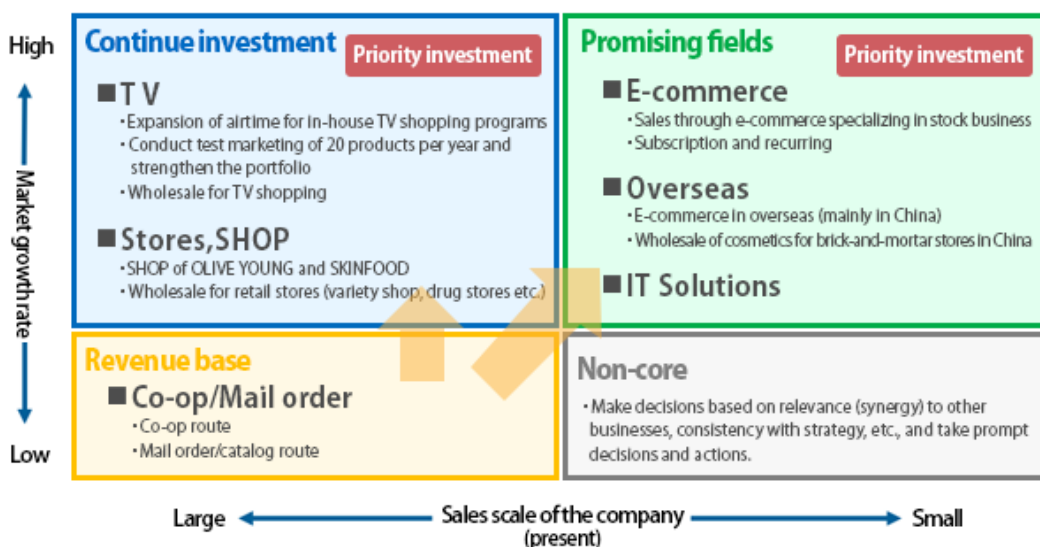 High
Market growth rate
Low
Continue investment
Priority investment
■TV
・Expansion of airtime for in-house TV shopping programs
・Conduct test marketing of 20 products per year and
strengthen the portfolio
・Wholesale for TV shopping
■Stores,SHOP
・SHOP of OLIVE YOUNG and SKINFOOD
・Wholesale for retail stores (variety shop, drug stores etc.)
Promising fields
Priority investment
■E-commerce
・Sales through e-commerce specializing in stock business
・Subscription and recurring
■Overseas
・E-commerce in overseas (mainly in China)
・Wholesale of cosmetics for brick-and-mortar stores in China
■IT Solutions
Revenue base
■Co-op/Mail order
・Co-op route
・Mail order/catalog route
Non-core
・Make decisions based on relevance (synergy) to other
businesses, consistency with strategy, etc., and take prompt
decisions and actions.
Large
Sales scale of the company
(present)
Small